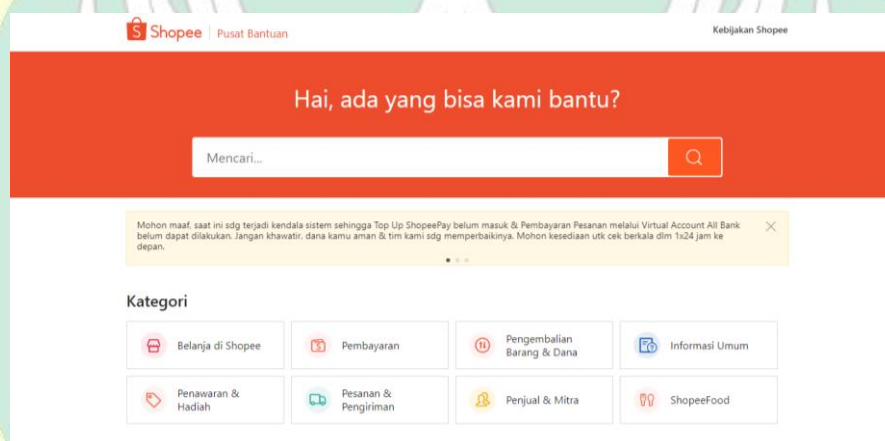 Shopee | Pusat Bantuan
Kebijakan Shopee
Hai, ada yang bisa kami bantu?
Mencari...
Mohon maaf, saat ini sdg terjadi kendala sistem sehingga Top Up ShopeePay belum masuk & Pembayaran Pesanan melalui Virtual Account All Bank
belum dapat dilakukan. Jangan khawatir, dana kamu aman & tim kami sdg memperbaikinya. Mohon kesediaan utk cek berkala dlm 1x24 jam ke
depan.
Kategori
Belanja di Shopee
Pembayaran
Pengembalian
Barang & Dana
Informasi Umum
Penawaran &
Hadiah
Pesanan &
Pengiriman
Penjual & Mitra
ShopeeFood